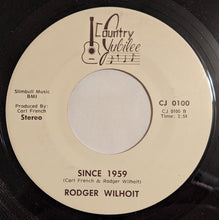 Country
Jubilee
Slimbull Music
BMI
Produced By:
Carl French
Stereo
CJ 0100
CJ 0100 B
Time: 2:58
SINCE 1959
(Carl French & Rodger Wilhoit)
RODGER WILHOIT